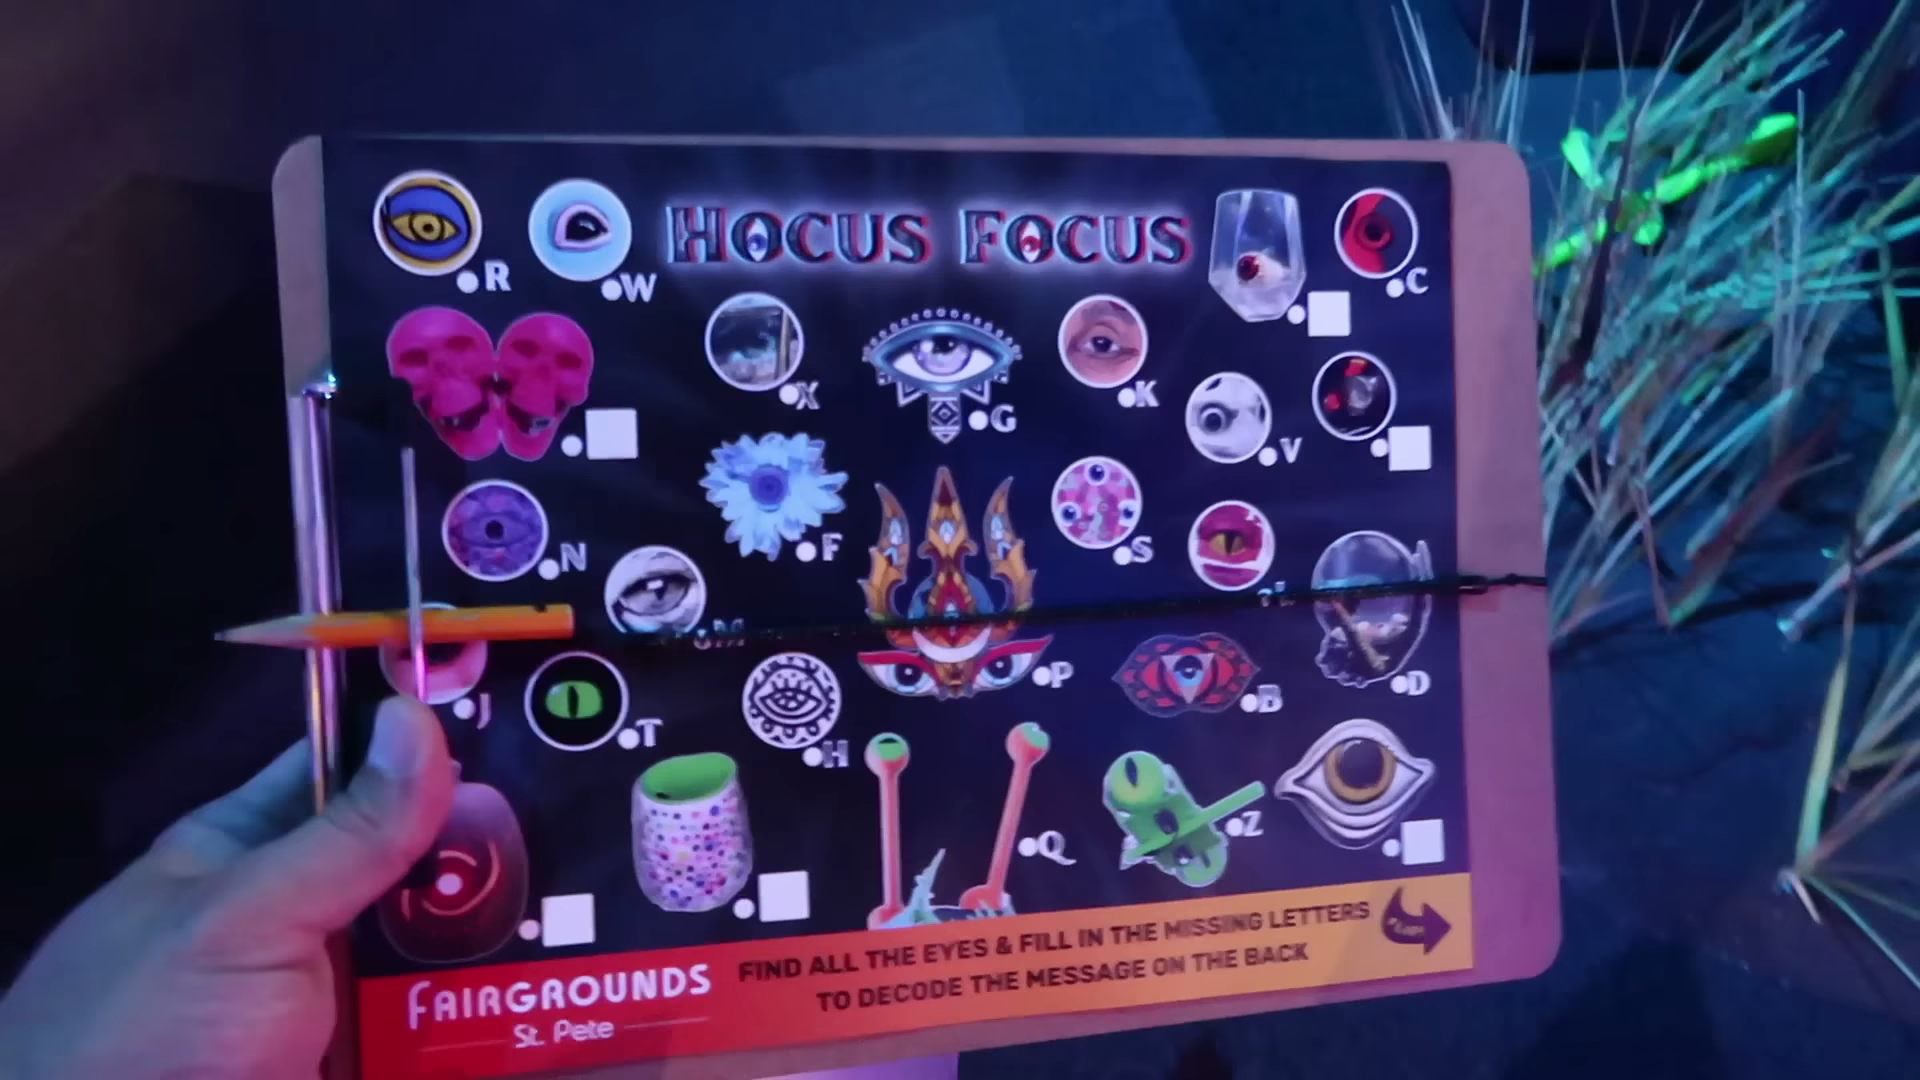 HOCUS FOCUS
R
W
C
X
G
K
V
N
F
S
M
J
T
H
P
B
D
Q
Z
FAIRGROUNDS
St. Pete
FIND ALL THE EYES & FILL IN THE MISSING LETTERS
TO DECODE THE MESSAGE ON THE BACK